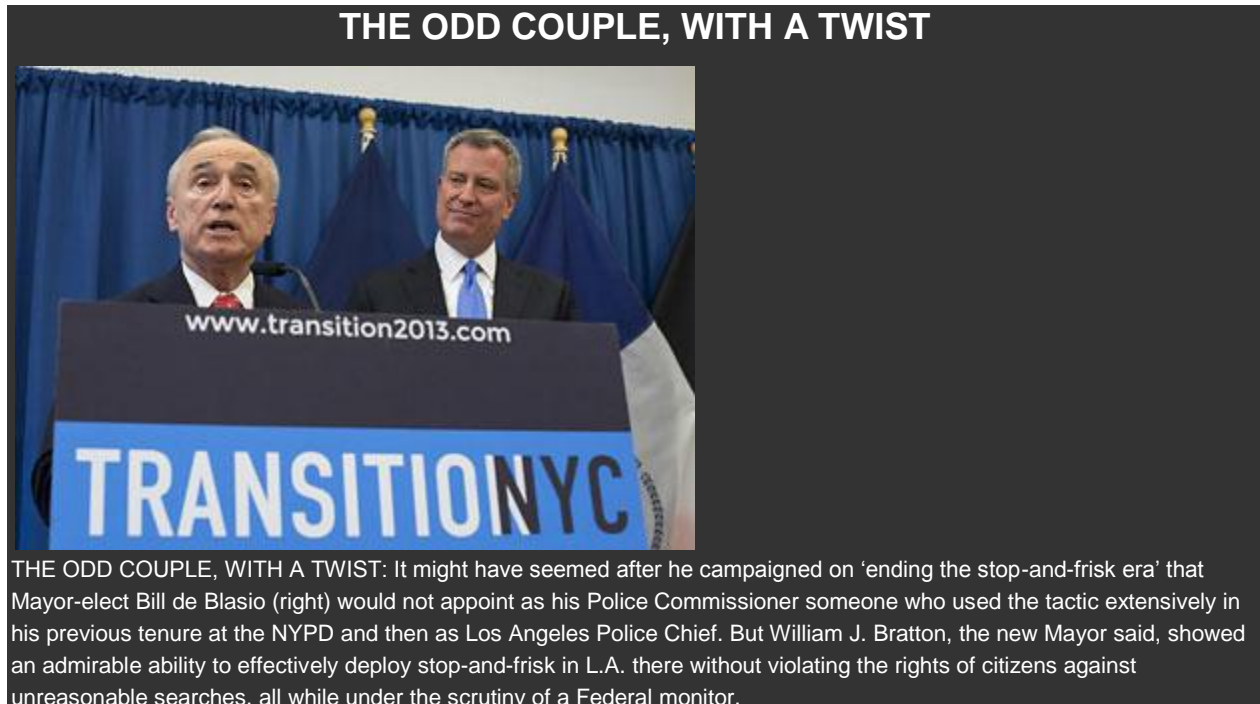 THE ODD COUPLE, WITH A TWIST
www.transition2013.com
TRANSITIONYC
THE ODD COUPLE, WITH A TWIST: It might have seemed after he campaigned on ‘ending the stop-and-frisk era’ that
Mayor-elect Bill de Blasio (right) would not appoint as his Police Commissioner someone who used the tactic extensively in
his previous tenure at the NYPD and then as Los Angeles Police Chief. But William J. Bratton, the new Mayor said, showed
an admirable ability to effectively deploy stop-and-frisk in L.A. there without violating the rights of citizens against
unreasonable searches, all while under the scrutiny of a Federal monitor.